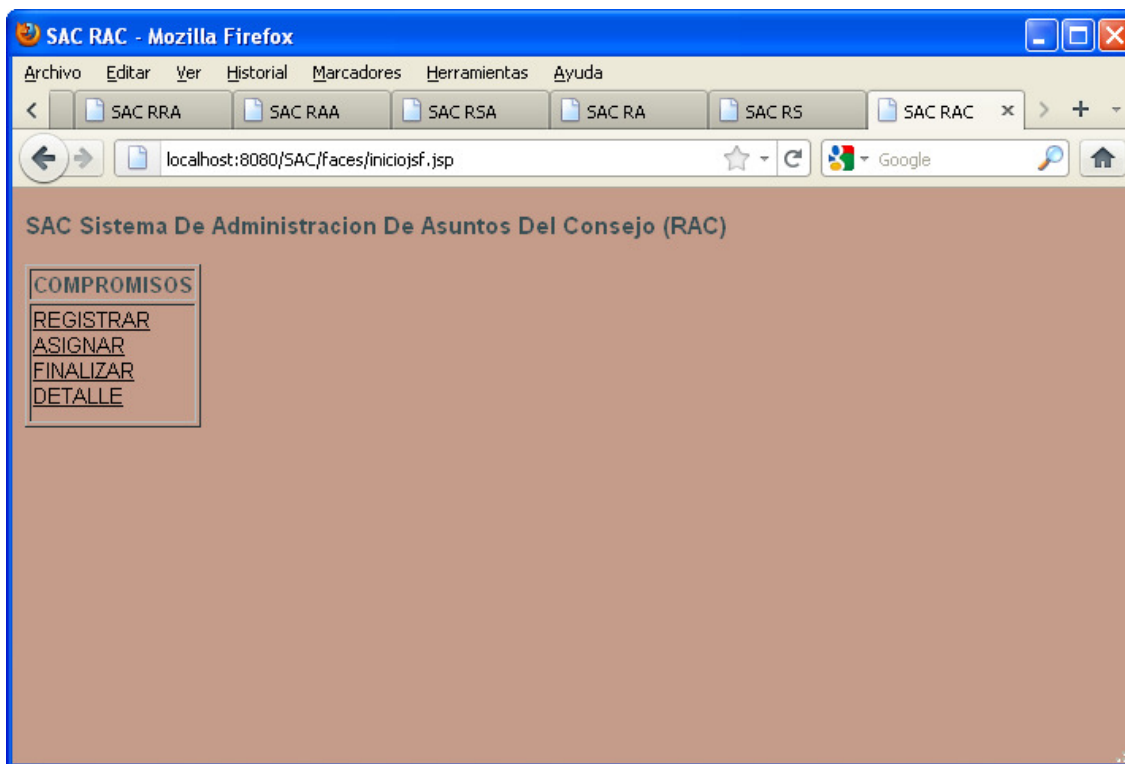 SAC RAC - Mozilla Firefox
Archivo Editar Ver Historial Marcadores Herramientas Ayuda
SAC RRA SAC RAA SAC RSA SAC RA SAC RS SAC RAC
localhost:8080/SAC/faces/iniciojsf.jsp Google
SAC Sistema De Administracion De Asuntos Del Consejo (RAC)
COMPROMISOS
REGISTRAR
ASIGNAR
FINALIZAR
DETALLE